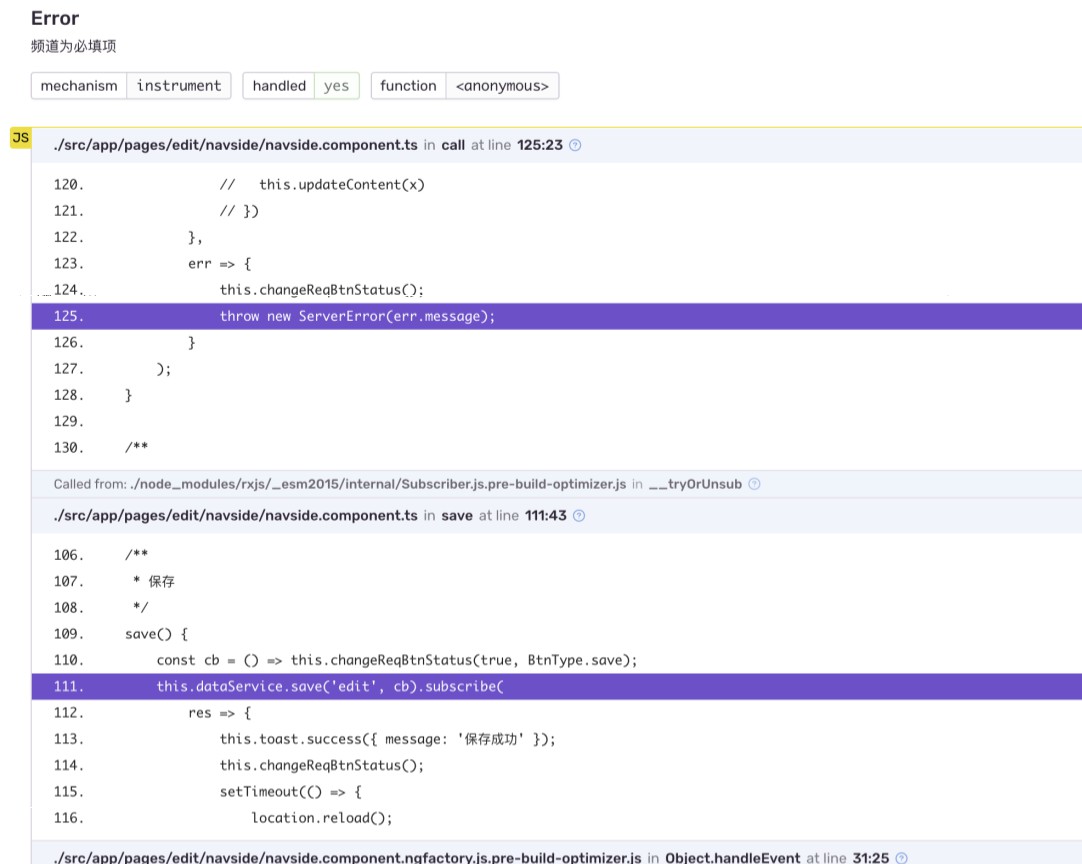 Error
频道为必填项
mechanism instrument handled yes function <anonymous>
JS
./src/app/pages/edit/navside/navside.component.ts in call at line 125:23 ?
120. //   this.updateContent(x)
121. // })
122. },
123. err => {
124. this.changeReqBtnStatus();
125. throw new ServerError(err.message);
126. }
127. );
128. }
129.
130. /**
Called from: ./node_modules/rxjs/_esm2015/internal/Subscriber.js.pre-build-optimizer.js in __tryOrUnsub ?
./src/app/pages/edit/navside/navside.component.ts in save at line 111:43 ?
106. /**
107. * 保存
108. */
109. save() {
110. const cb = () => this.changeReqBtnStatus(true, BtnType.save);
111. this.dataService.save('edit', cb).subscribe(
112. res => {
113. this.toast.success({ message: '保存成功' });
114. this.changeReqBtnStatus();
115. setTimeout(() => {
116. location.reload();
./src/app/pages/edit/navside/navside.component.ngfactory.js.pre-build-optimizer.js in Object.handleEvent at line 31:25 ?